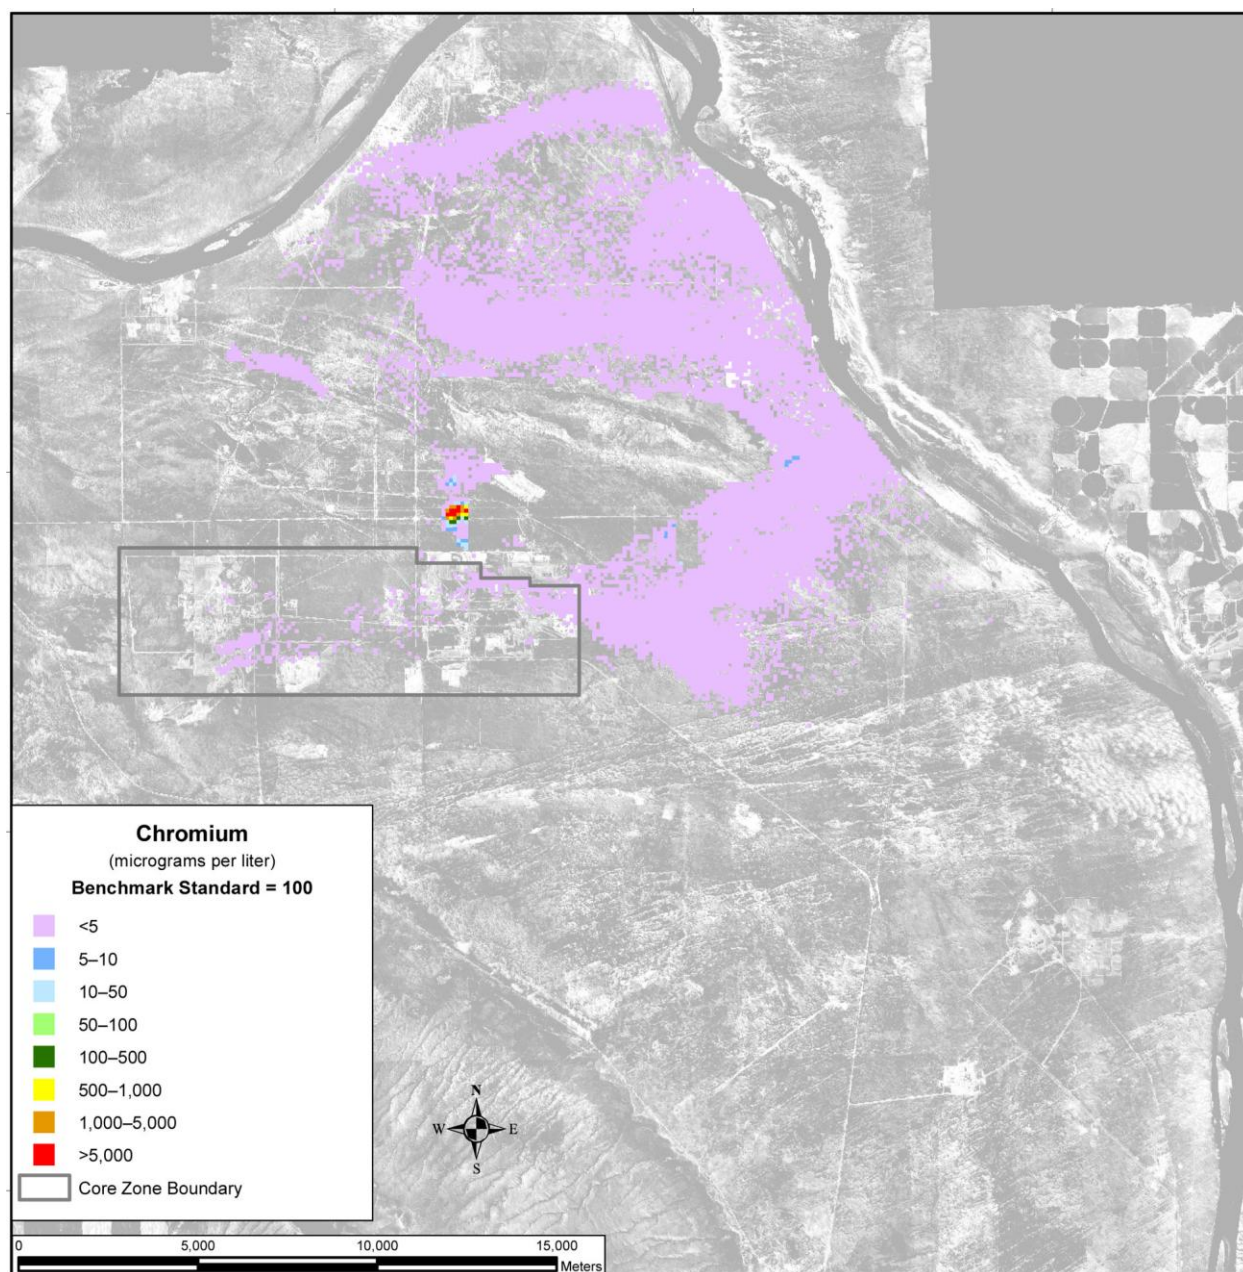 Chromium
(micrograms per liter)
Benchmark Standard = 100
<5
5–10
10–50
50–100
100–500
500–1,000
1,000–5,000
>5,000
Core Zone Boundary
N
W E
S
0 5,000 10,000 15,000
Meters